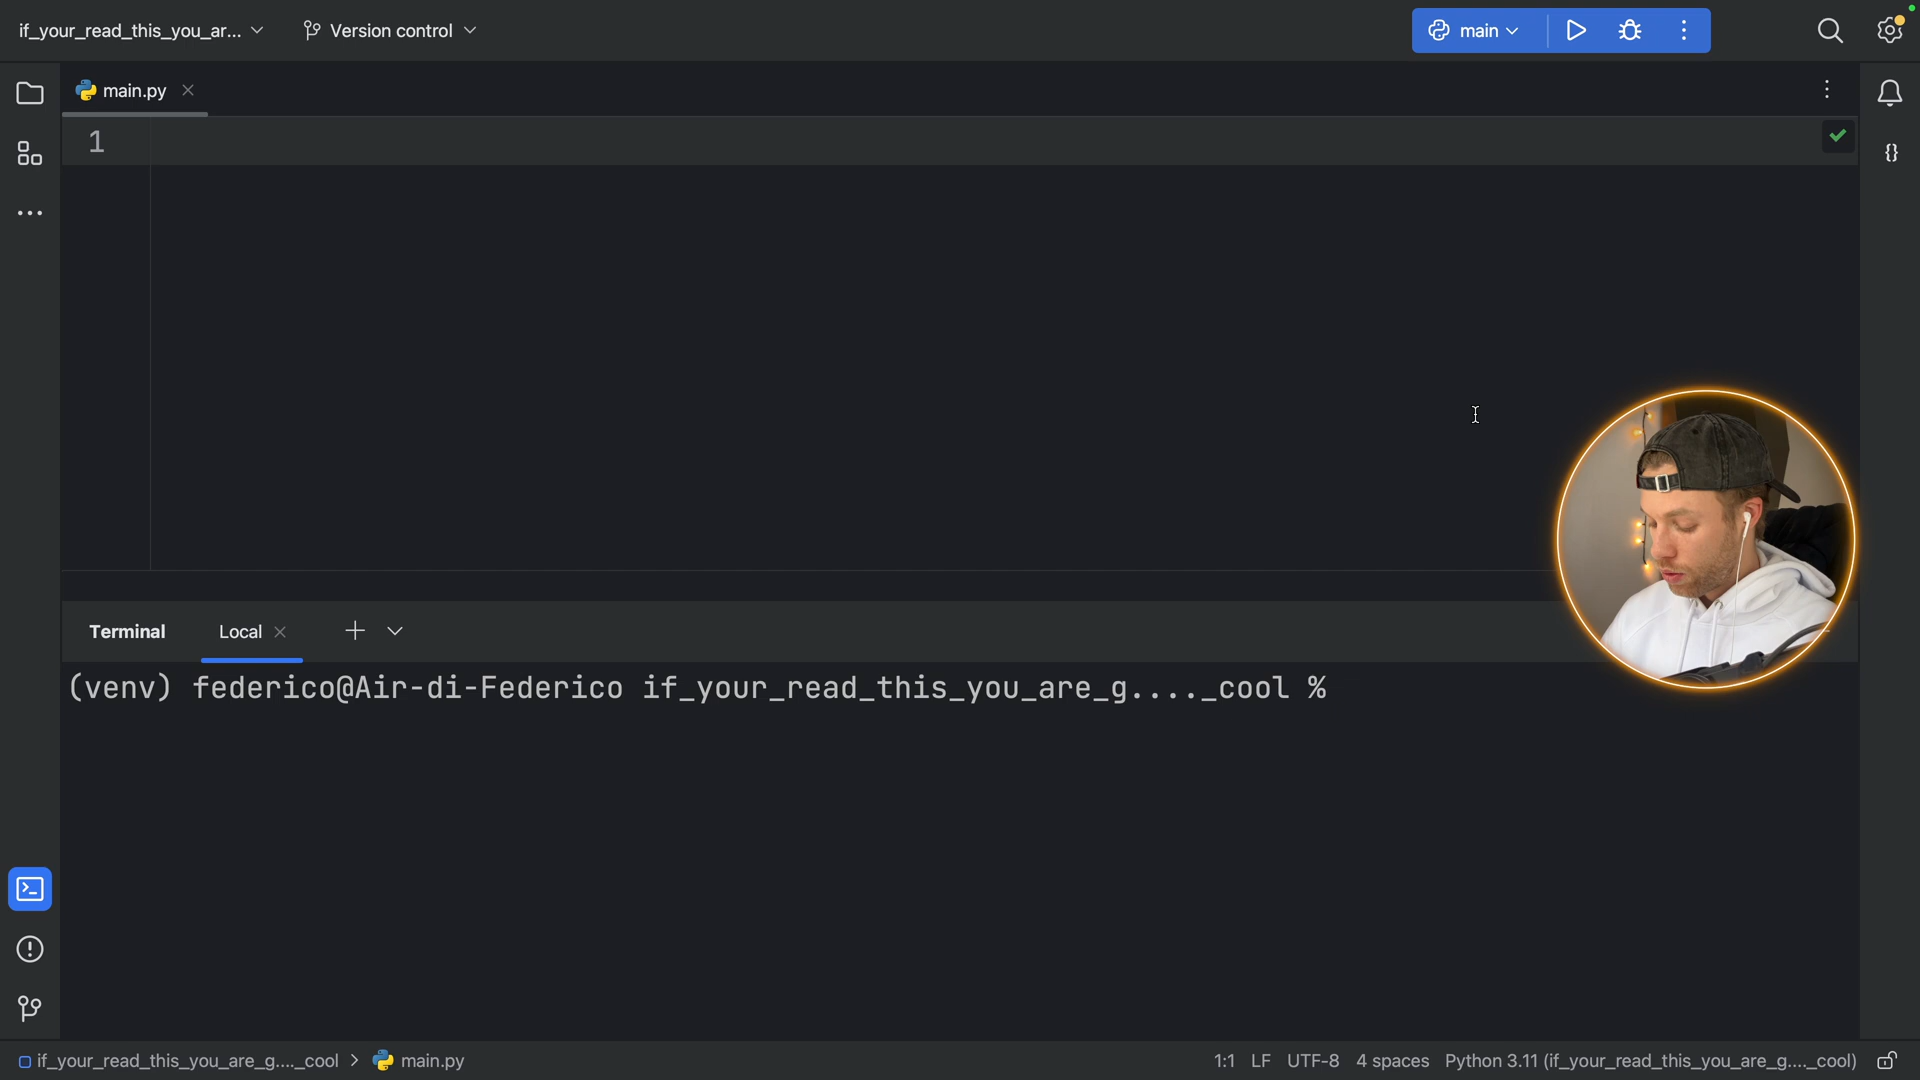 if_your_read_this_you_ar...
Version control
main
main.py
1
{}
Terminal
Local
(venv) federico@Air-di-Federico if_your_read_this_you_are_g...._cool %
if_your_read_this_you_are_g...._cool > main.py
1:1 LF UTF-8 4 spaces Python 3.11 (if_your_read_this_you_are_g...._cool)